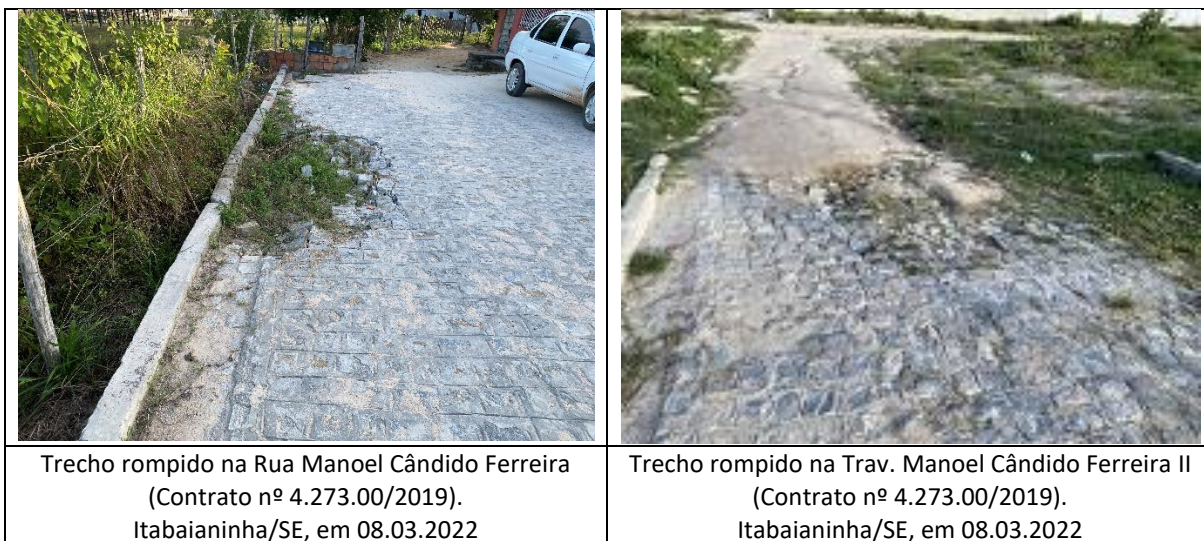 Trecho rompido na Rua Manoel Cândido Ferreira
(Contrato nº 4.273.00/2019).
Itabaianinha/SE, em 08.03.2022
Trecho rompido na Trav. Manoel Cândido Ferreira II
(Contrato nº 4.273.00/2019).
Itabaianinha/SE, em 08.03.2022